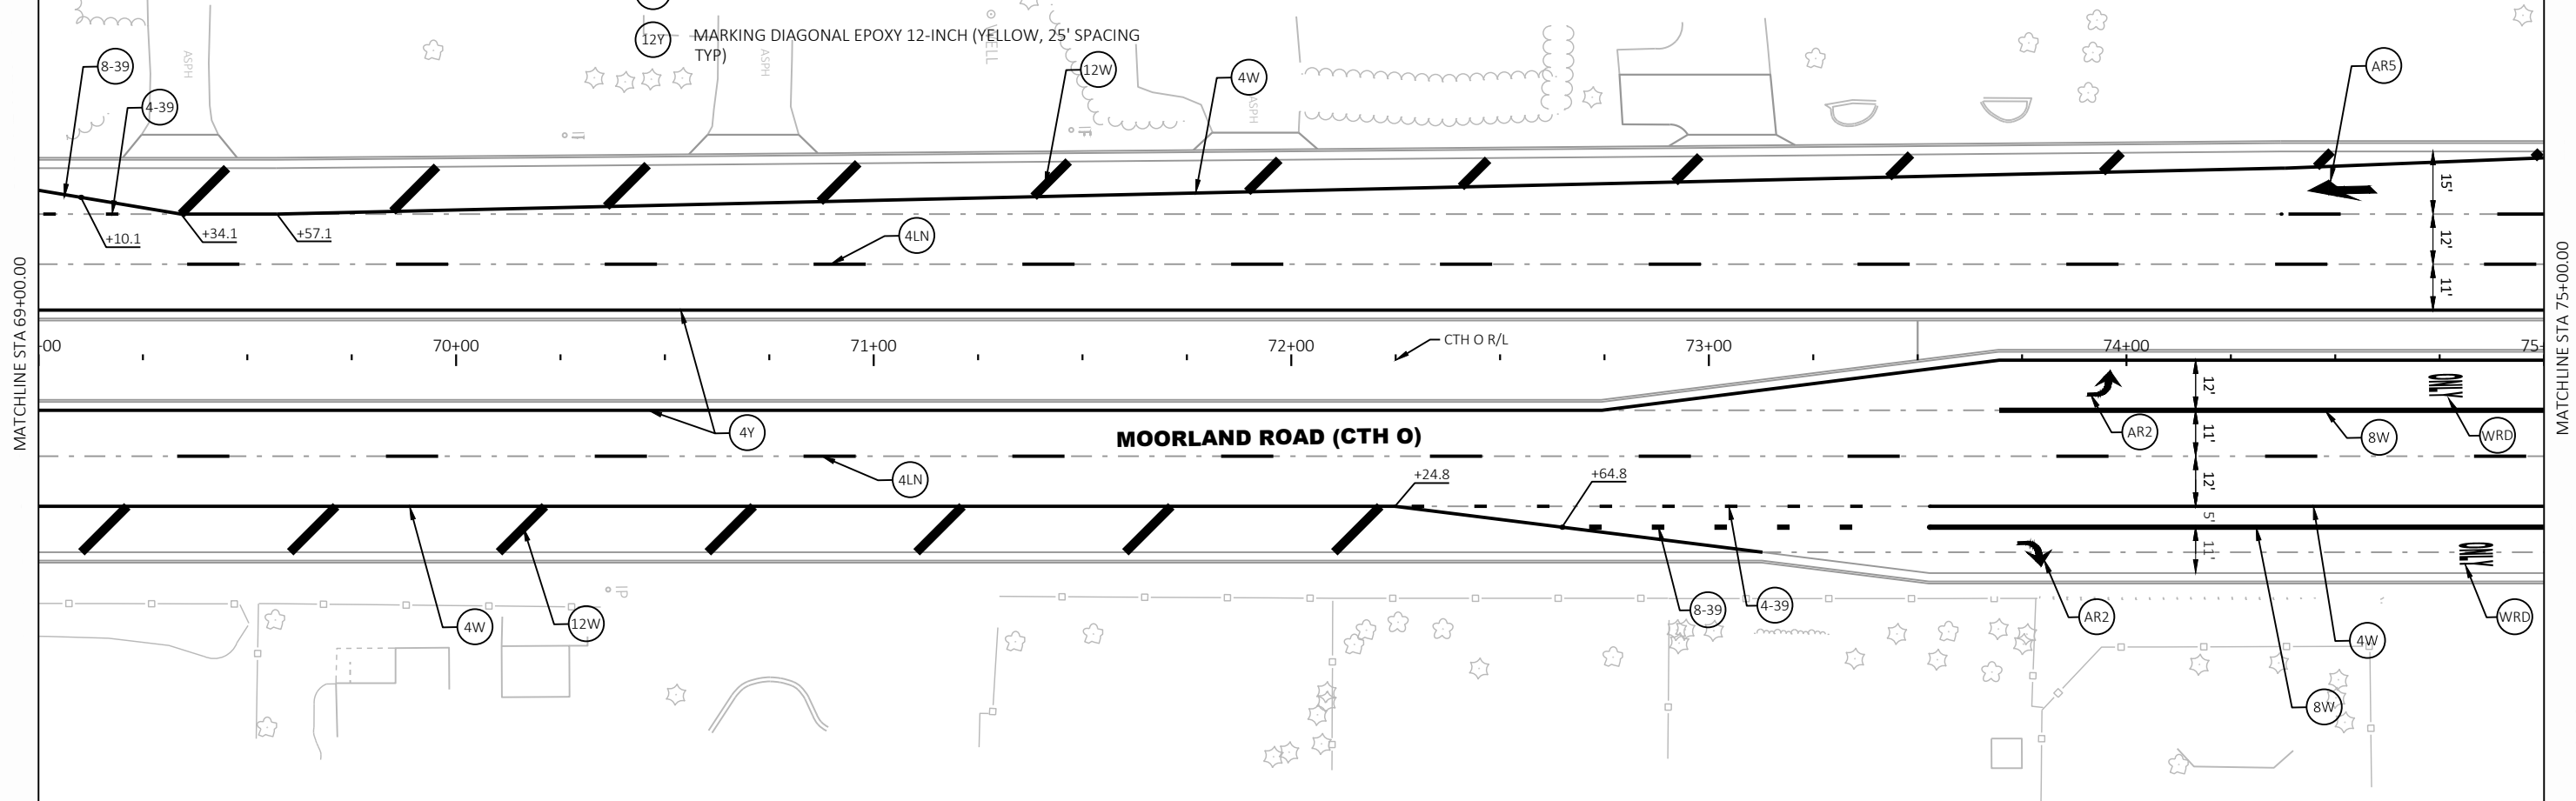 12Y MARKING DIAGONAL EPOXY 12-INCH (YELLOW, 25' SPACING
TYP)
8-39
4-39
ASPH
ASPH
WELL
12W
4W
ASPH
AR5
+10.1
+34.1
+57.1
4LN
15'
12'
11'
MATCHLINE STA 69+00.00
MATCHLINE STA 75+00.00
-00
70+00
71+00
72+00
CTH O R/L
73+00
74+00
75-
4Y
MOORLAND ROAD (CTH O)
4LN
+24.8
+64.8
12'
11'
12'
5'
11'
AR2
8W
WRD
4W
12W
IP
8-39
4-39
AR2
8W
4W
WRD